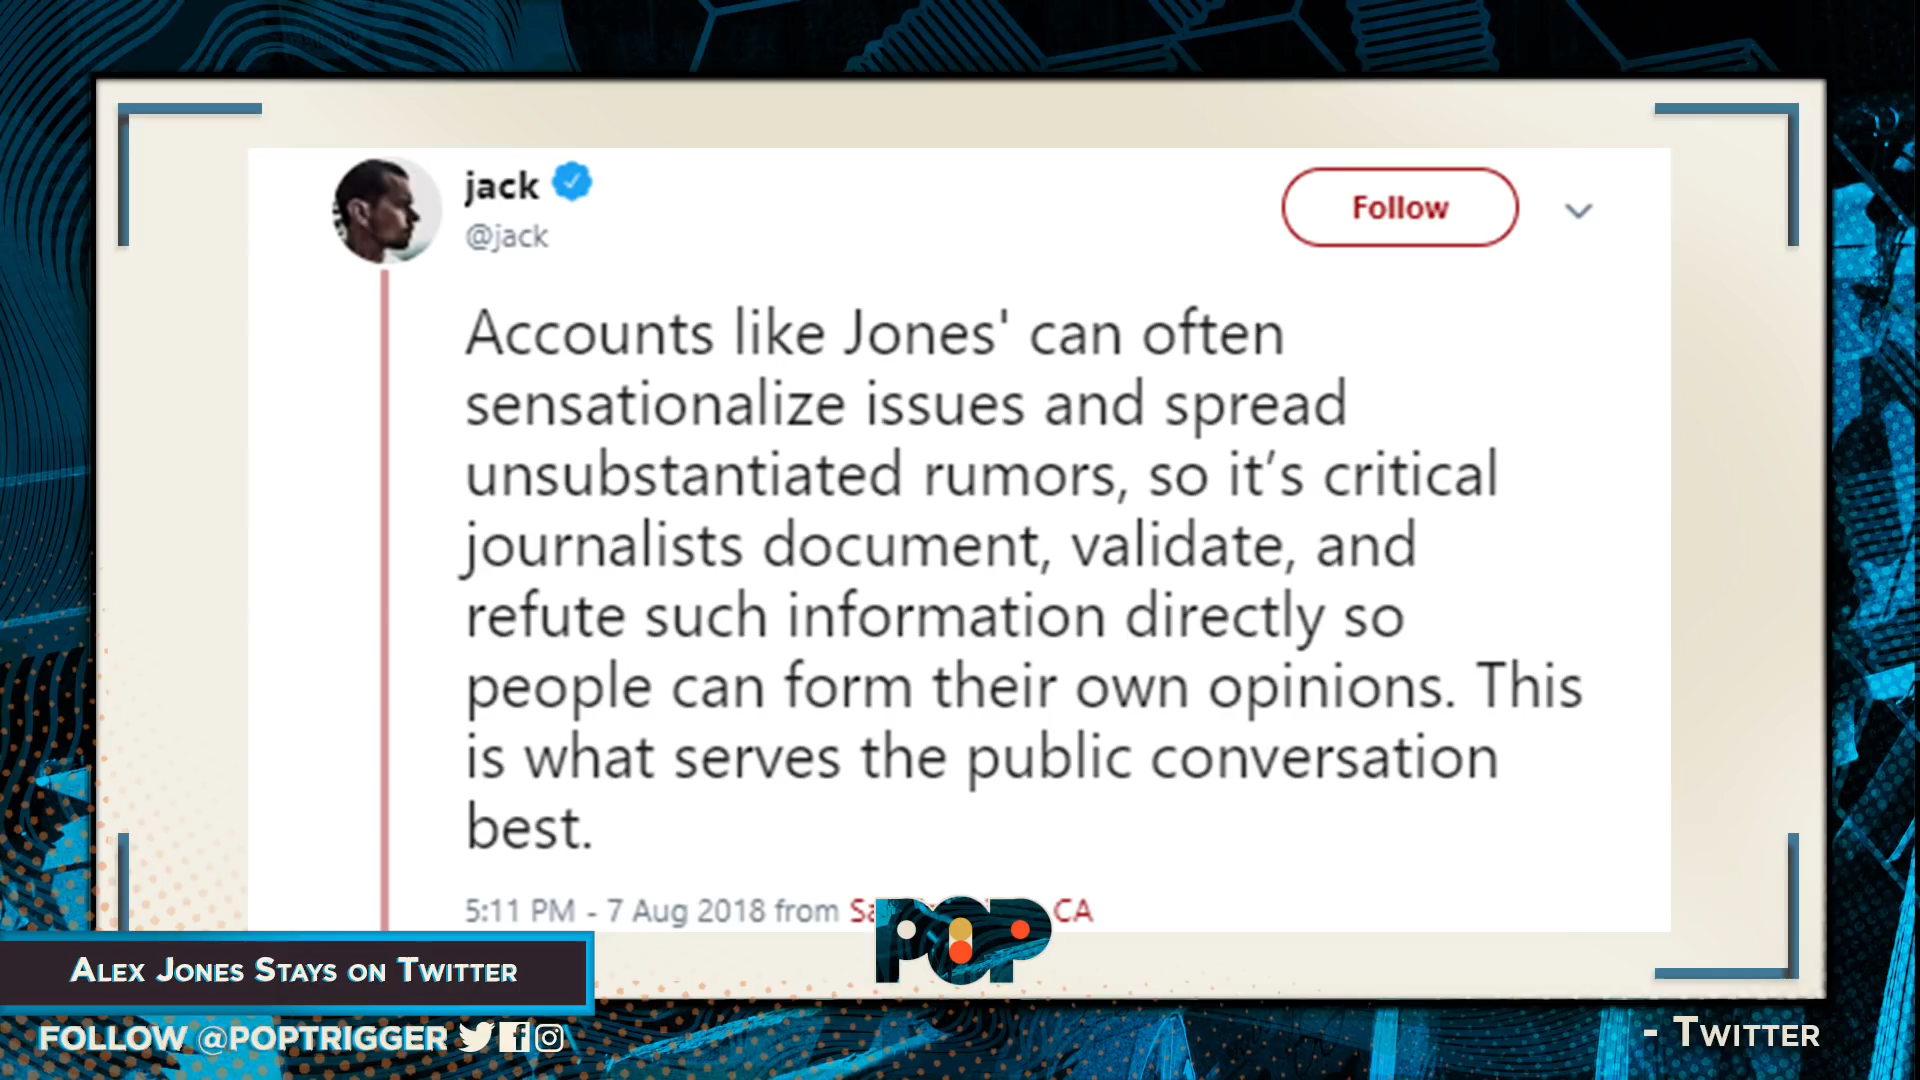 jack
@jack
Follow
Accounts like Jones' can often
sensationalize issues and spread
unsubstantiated rumors, so it’s critical
journalists document, validate, and
refute such information directly so
people can form their own opinions. This
is what serves the public conversation
best.
5:11 PM - 7 Aug 2018 from CA
POP
ALEX JONES STAYS ON TWITTER
FOLLOW @POPTRIGGER
- TWITTER